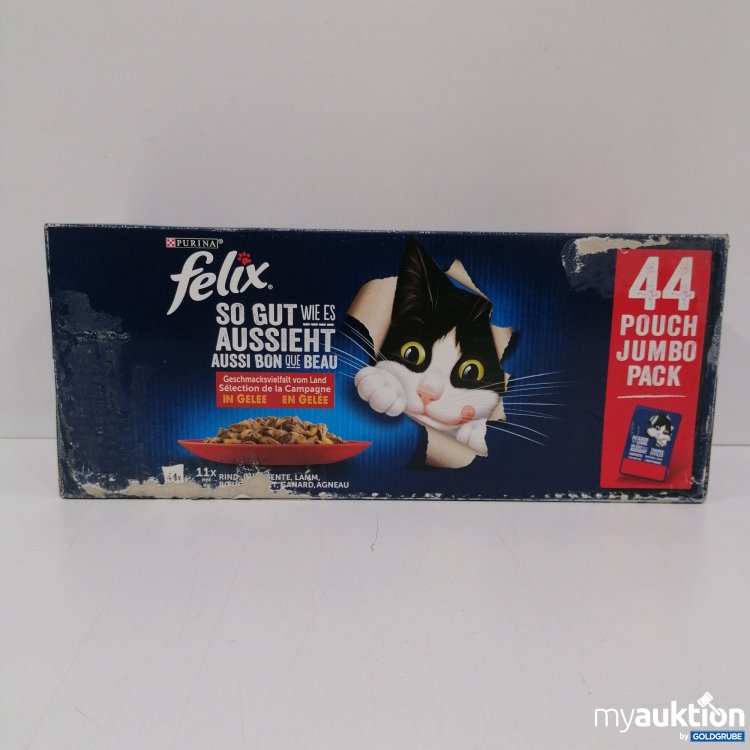 PURINA®
felix®
SO GUT WIE ES
AUSSIEHT
AUSSI BON QUE BEAU
Geschmacksvielfalt vom Land
Sélection de la Campagne
IN GELEE EN GELÉE
11x
RIND, ENTE, LAMM,
CANARD, AGNEAU
44
POUCH
JUMBO
PACK
myauktion
by GOLDGRUBE